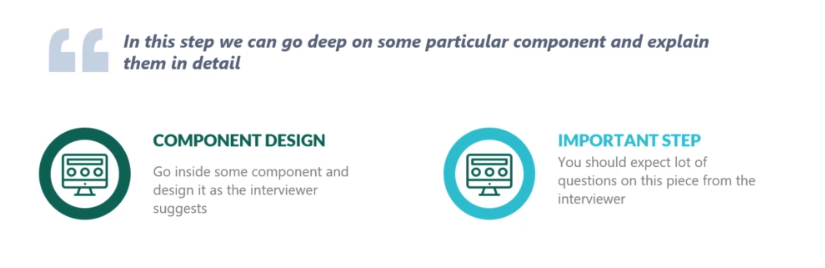 In this step we can go deep on some particular component and explain
them in detail
COMPONENT DESIGN
Go inside some component and
design it as the interviewer
suggests
IMPORTANT STEP
You should expect lot of
questions on this piece from the
interviewer